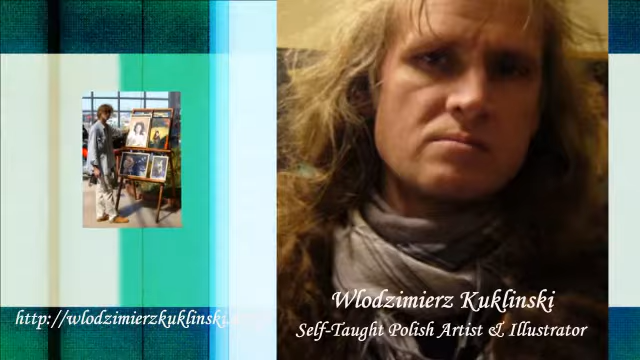 Wlodzimierz Kuklinski
Self-Taught Polish Artist & Illustrator
http://wlodzimierzkuklinski.